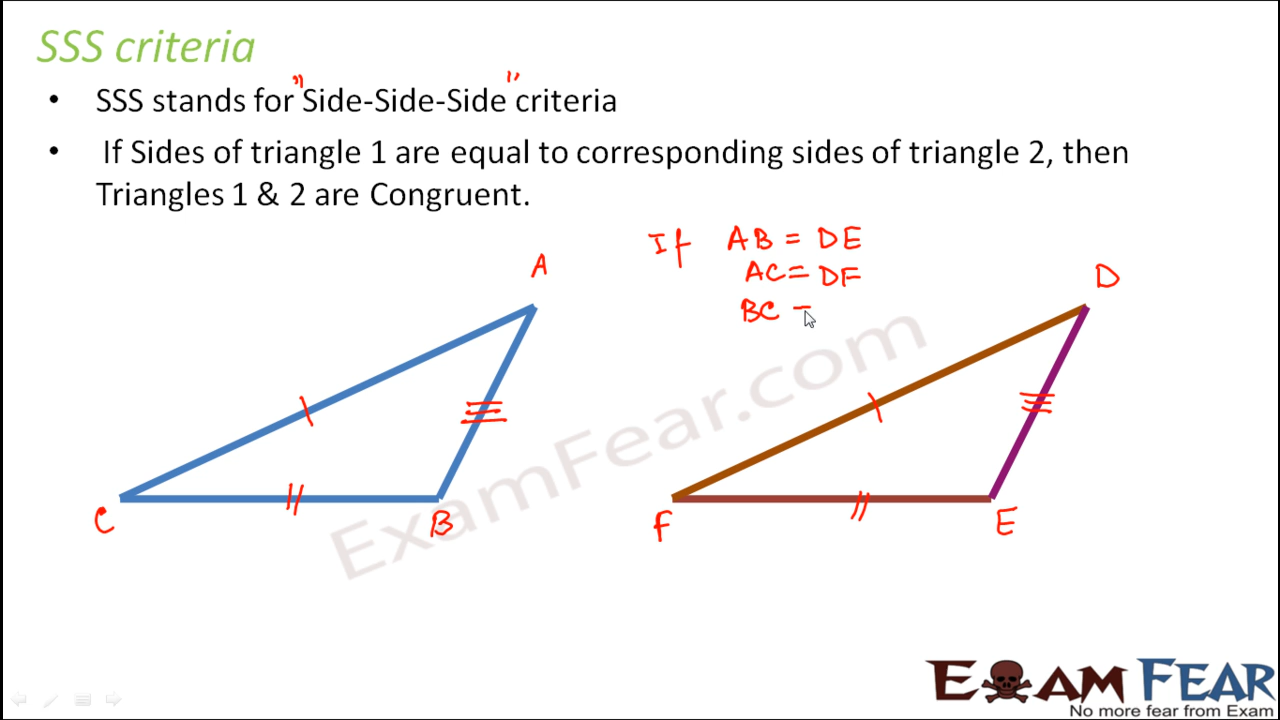 SSS criteria
• SSS stands for "Side-Side-Side" criteria
• If Sides of triangle 1 are equal to corresponding sides of triangle 2, then
Triangles 1 & 2 are Congruent.
If AB = DE
AC = DF
BC =
A
D
C
B
F
E
ExamFear.com
EXAM FEAR
No more fear from Exam